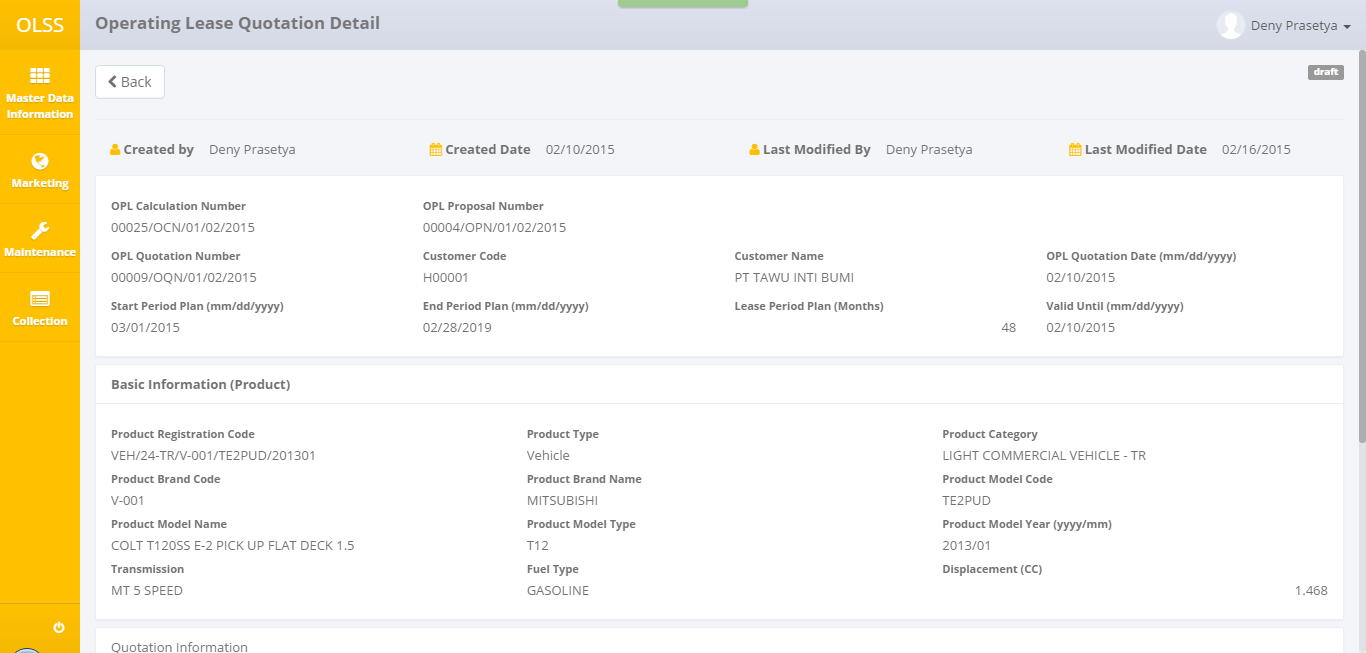 OLSS
Operating Lease Quotation Detail
Deny Prasetya
Back
draft
Master Data
Information
Marketing
Maintenance
Collection
Created by Deny Prasetya Created Date 02/10/2015 Last Modified By Deny Prasetya Last Modified Date 02/16/2015
OPL Calculation Number OPL Proposal Number
00025/OCN/01/02/2015 00004/OPN/01/02/2015
OPL Quotation Number Customer Code Customer Name OPL Quotation Date (mm/dd/yyyy)
00009/OQN/01/02/2015 H00001 PT TAWU INTI BUMI 02/10/2015
Start Period Plan (mm/dd/yyyy) End Period Plan (mm/dd/yyyy) Lease Period Plan (Months) Valid Until (mm/dd/yyyy)
03/01/2015 02/28/2019 48 02/10/2015
Basic Information (Product)
Product Registration Code Product Type Product Category
VEH/24-TR/V-001/TE2PUD/201301 Vehicle LIGHT COMMERCIAL VEHICLE - TR
Product Brand Code Product Brand Name Product Model Code
V-001 MITSUBISHI TE2PUD
Product Model Name Product Model Type Product Model Year (yyyy/mm)
COLT T120SS E-2 PICK UP FLAT DECK 1.5 T12 2013/01
Transmission Fuel Type Displacement (CC)
MT 5 SPEED GASOLINE 1.468
Quotation Information